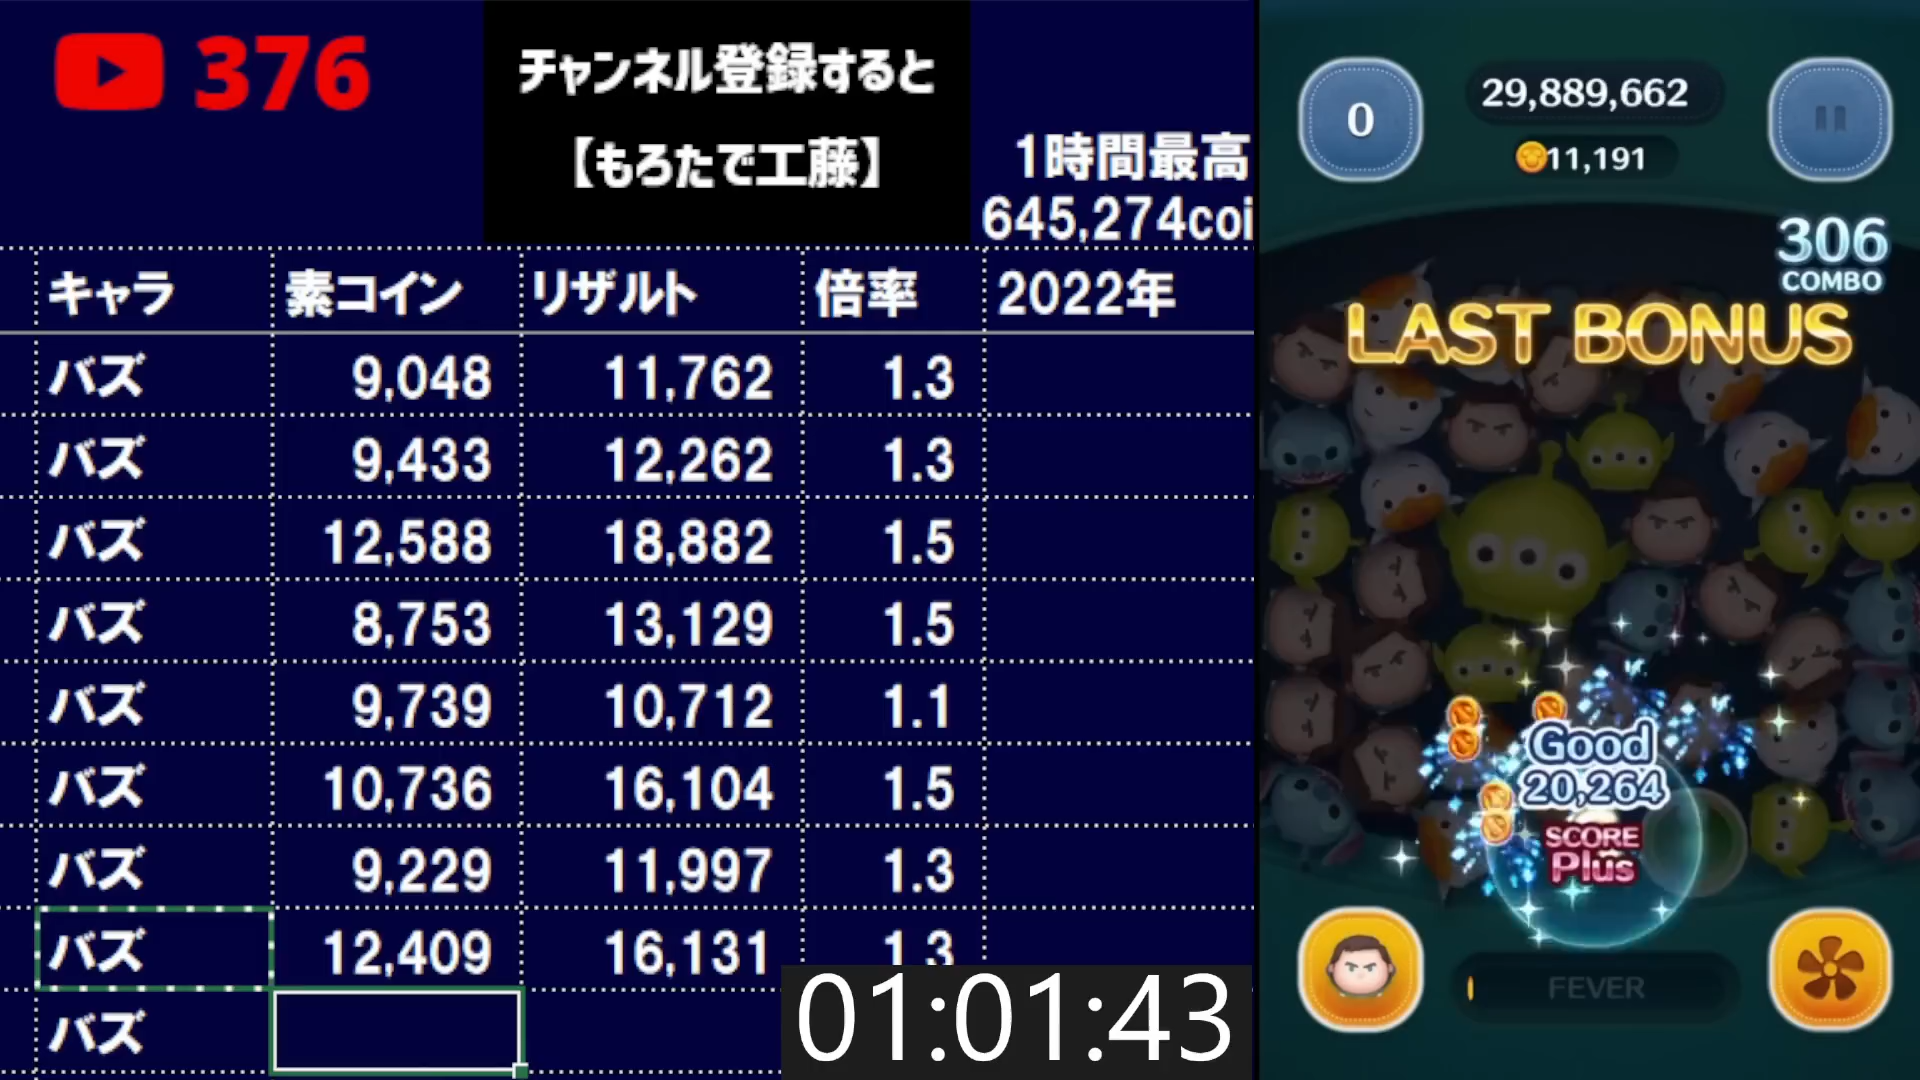 376
チャンネル登録すると
【もろたで工藤】
1時間最高
645,274coi
キャラ 素コイン リザルト 倍率 2022年
バズ 9,048 11,762 1.3
バズ 9,433 12,262 1.3
バズ 12,588 18,882 1.5
バズ 8,753 13,129 1.5
バズ 9,739 10,712 1.1
バズ 10,736 16,104 1.5
バズ 9,229 11,997 1.3
バズ 12,409 16,131 1.3
バズ
01:01:43
0
29,889,662
11,191
306
COMBO
LAST BONUS
Good
20,264
SCORE
Plus
FEVER